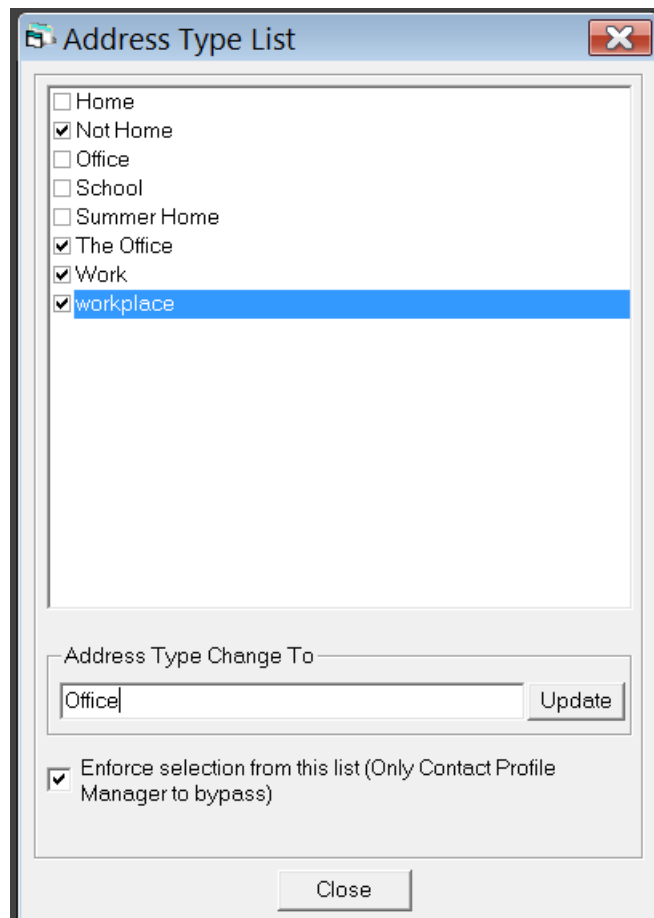 Address Type List
Home
Not Home
Office
School
Summer Home
The Office
Work
workplace
Address Type Change To
Office
Update
Enforce selection from this list (Only Contact Profile
Manager to bypass)
Close